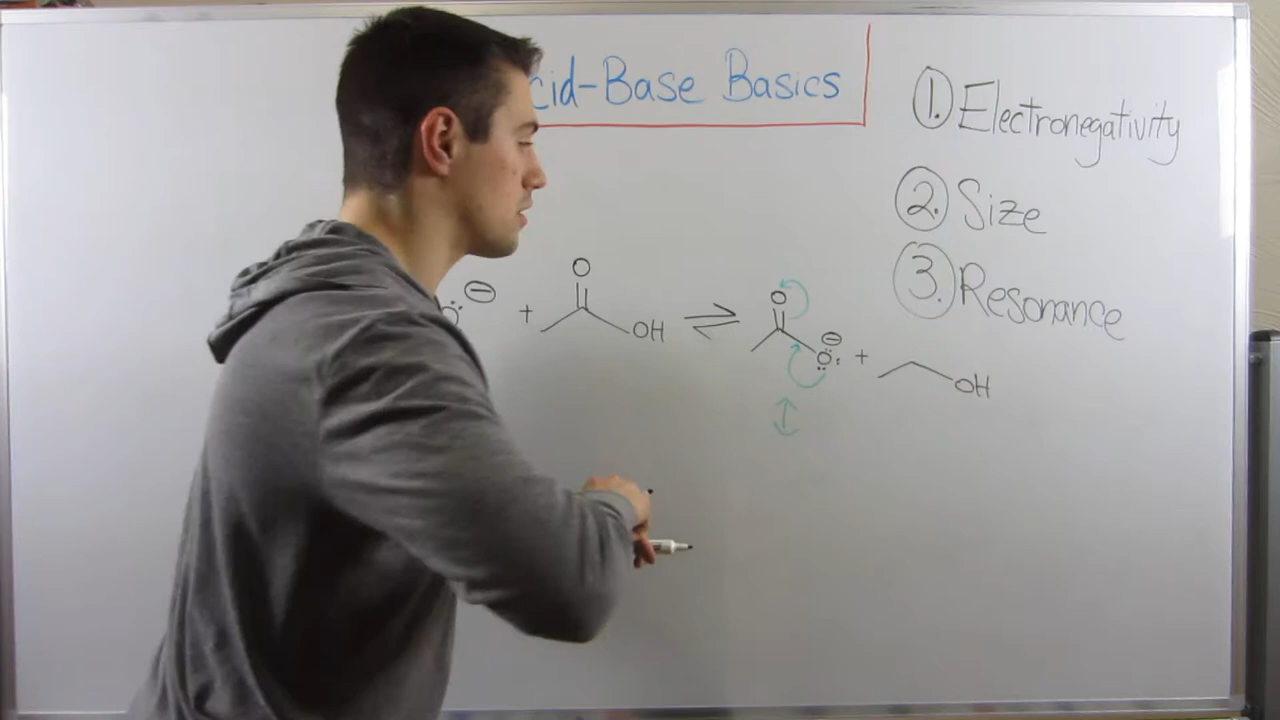 cid-Base Basics
1. Electronegativity
2. Size
3. Resonance
O ⊖ + O OH ⇌ O O ⊖ + OH